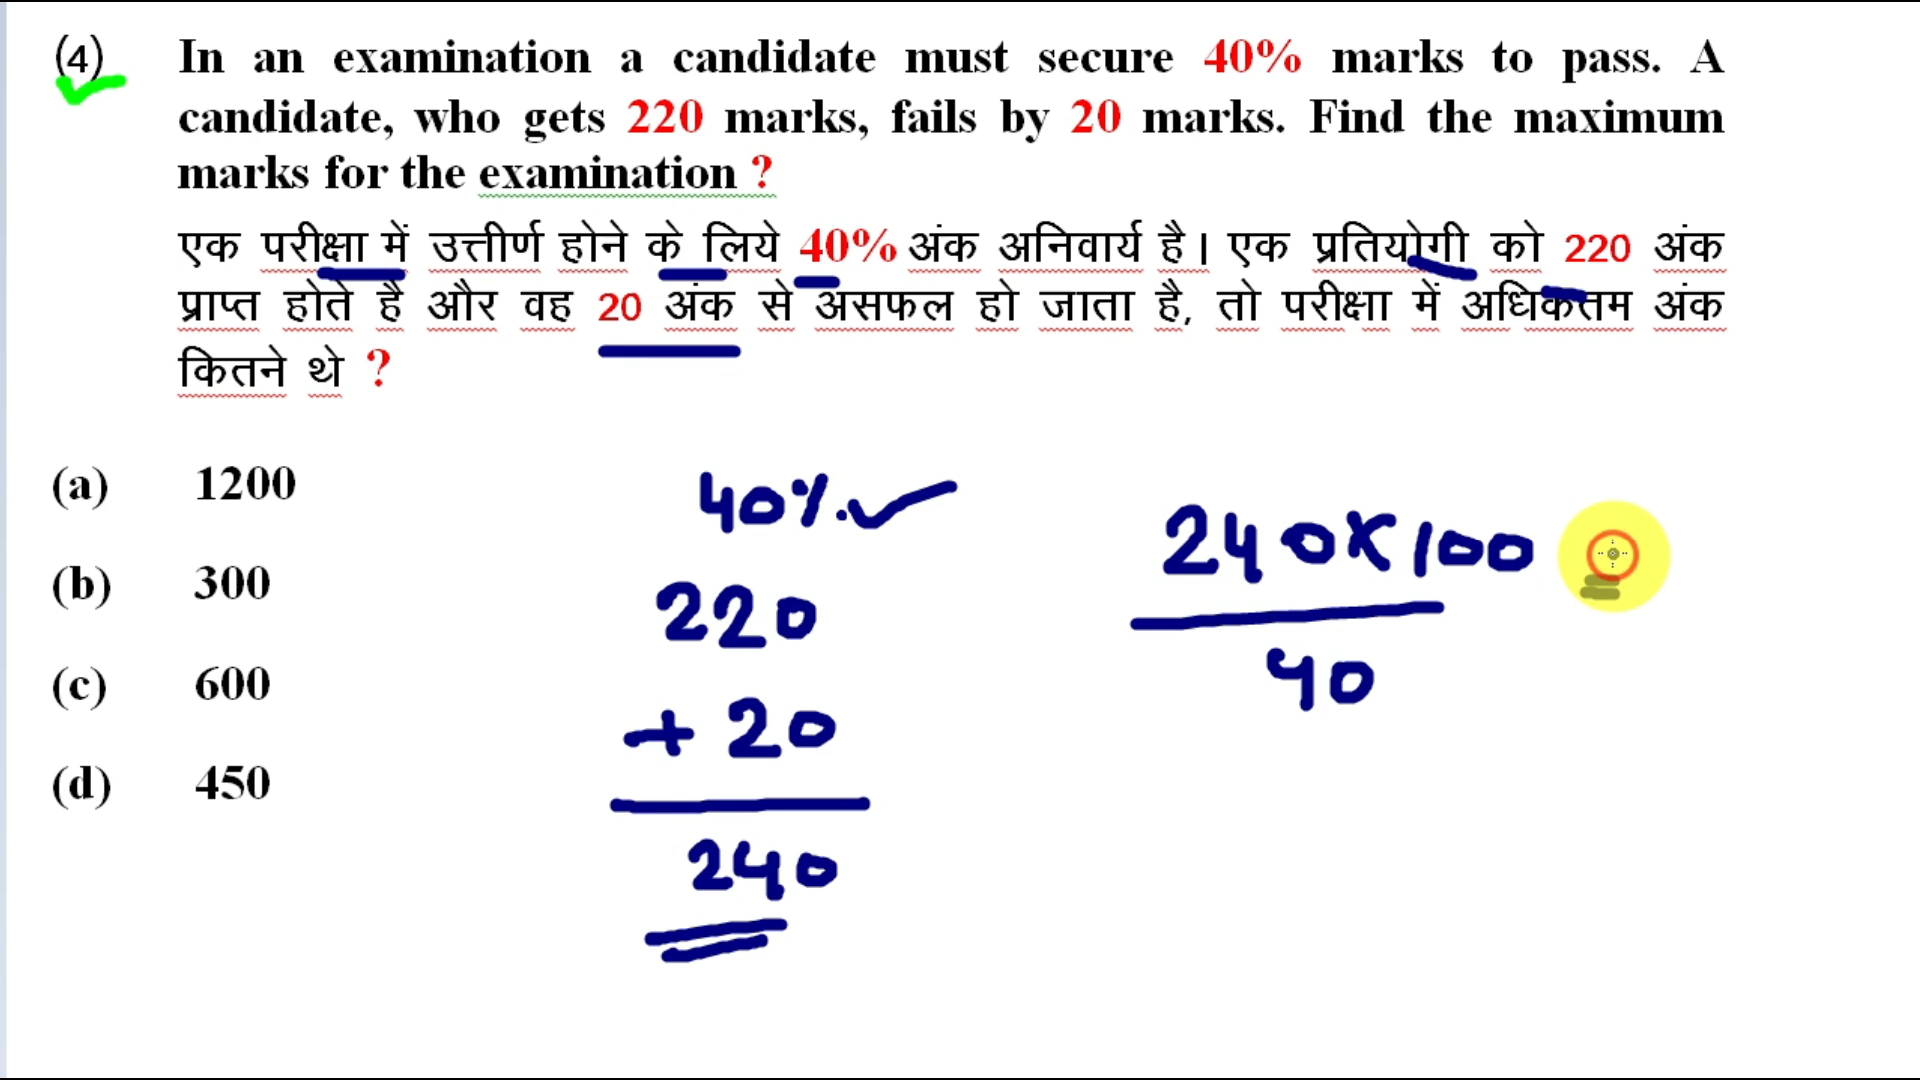 (4) In an examination a candidate must secure 40% marks to pass. A
candidate, who gets 220 marks, fails by 20 marks. Find the maximum
marks for the examination ?
एक परीक्षा में उत्तीर्ण होने के लिये 40% अंक अनिवार्य है। एक प्रतियोगी को 220 अंक
प्राप्त होते है और वह 20 अंक से असफल हो जाता है, तो परीक्षा में अधिकतम अंक
कितने थे ?
(a) 1200
(b) 300
(c) 600
(d) 450
40%.
220
+ 20
240
240×100 =
40